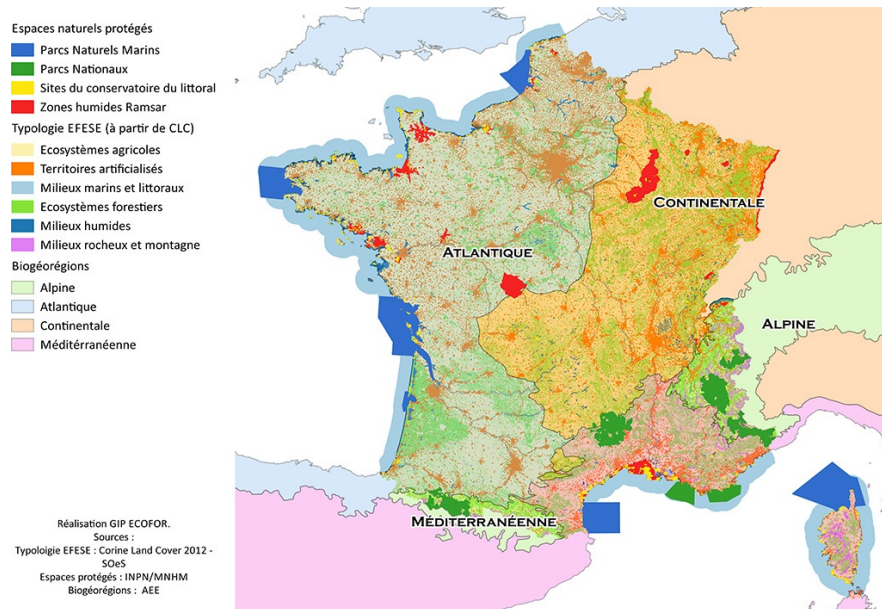 Espaces naturels protégés
Parcs Naturels Marins
Parcs Nationaux
Sites du conservatoire du littoral
Zones humides Ramsar
Typologie EFESE (à partir de CLC)
Ecosystèmes agricoles
Territoires artificialisés
Milieux marins et littoraux
Ecosystèmes forestiers
Milieux humides
Milieux rocheux et montagne
Biogéorégions
Alpine
Atlantique
Continentale
Méditérranéenne
CONTINENTALE
ATLANTIQUE
ALPINE
MÉDITERRANÉENNE
Réalisation GIP ECOFOR.
Sources :
Typoloigie EFESE : Corine Land Cover 2012 -
SOeS
Espaces protégés : INPN/MNHM
Biogéorégions : AEE